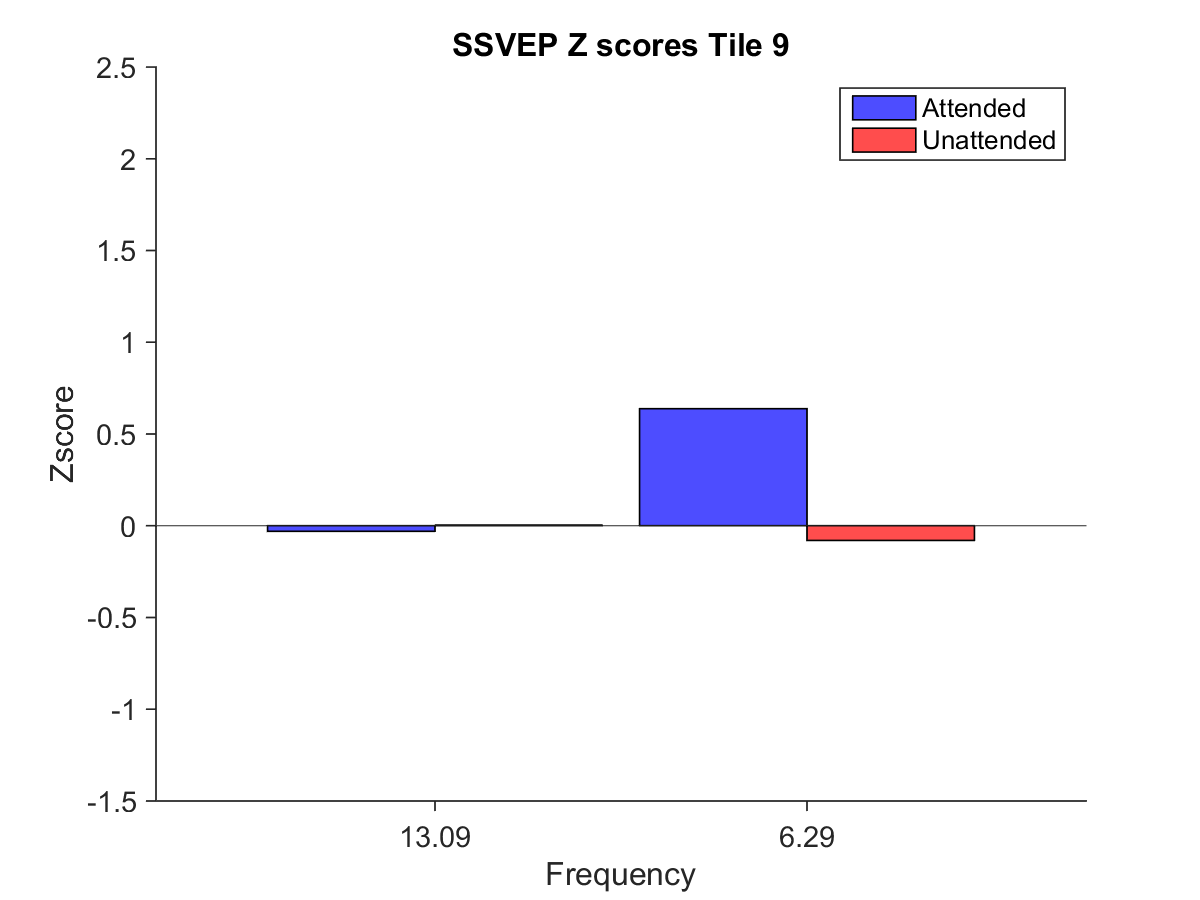 SSVEP Z scores Tile 9
2.5
2
1.5
1
0.5
0
-0.5
-1
-1.5
Zscore
Attended
Unattended
13.09
6.29
Frequency